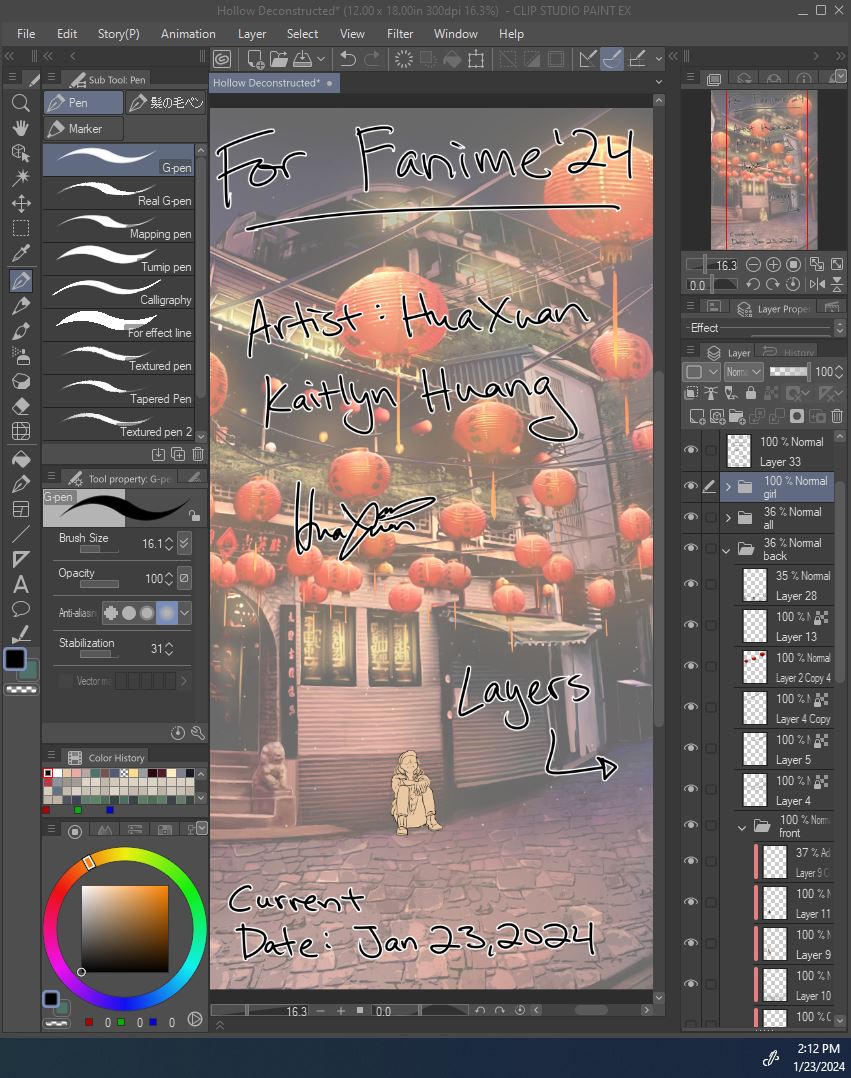 Hollow Deconstructed* (12.00 x 18.00in 300dpi 16.3%) - CLIP STUDIO PAINT EX
File Edit Story(P) Animation Layer Select View Filter Window Help
Sub Tool: Pen
Pen
髪の毛ペン
Marker
G-pen
Real G-pen
Mapping pen
Turnip pen
Calligraphy
For effect line
Textured pen
Tapered Pen
Textured pen 2
Tool property: G-pe
G-pen
Brush Size 16.1
Opacity 100
Anti-aliasin
Stabilization 31
Vector ma
Color History
0 0 0
Hollow Deconstructed*
For Fanime '24
Artist: HuaXuan
Kaitlyn Huang
HuaXuan
Layers
Current
Date: Jan 23, 2024
16.3 0.0
16.3
0.0
Layer Proper
Effect
Layer History
Norma 100
100 % Normal
Layer 33
100 % Normal
girl
36 % Normal
all
36 % Normal
back
35 % Normal
Layer 28
100 % N
Layer 13
100 % Normal
Layer 2 Copy 4
100 % N
Layer 4 Copy
100 % N
Layer 5
100 % N
Layer 4
100 % Norma
front
37 % Ad
Layer 9 C
100 % N
Layer 11
100 % N
Layer 9
100 % N
Layer 10
2:12 PM
1/23/2024